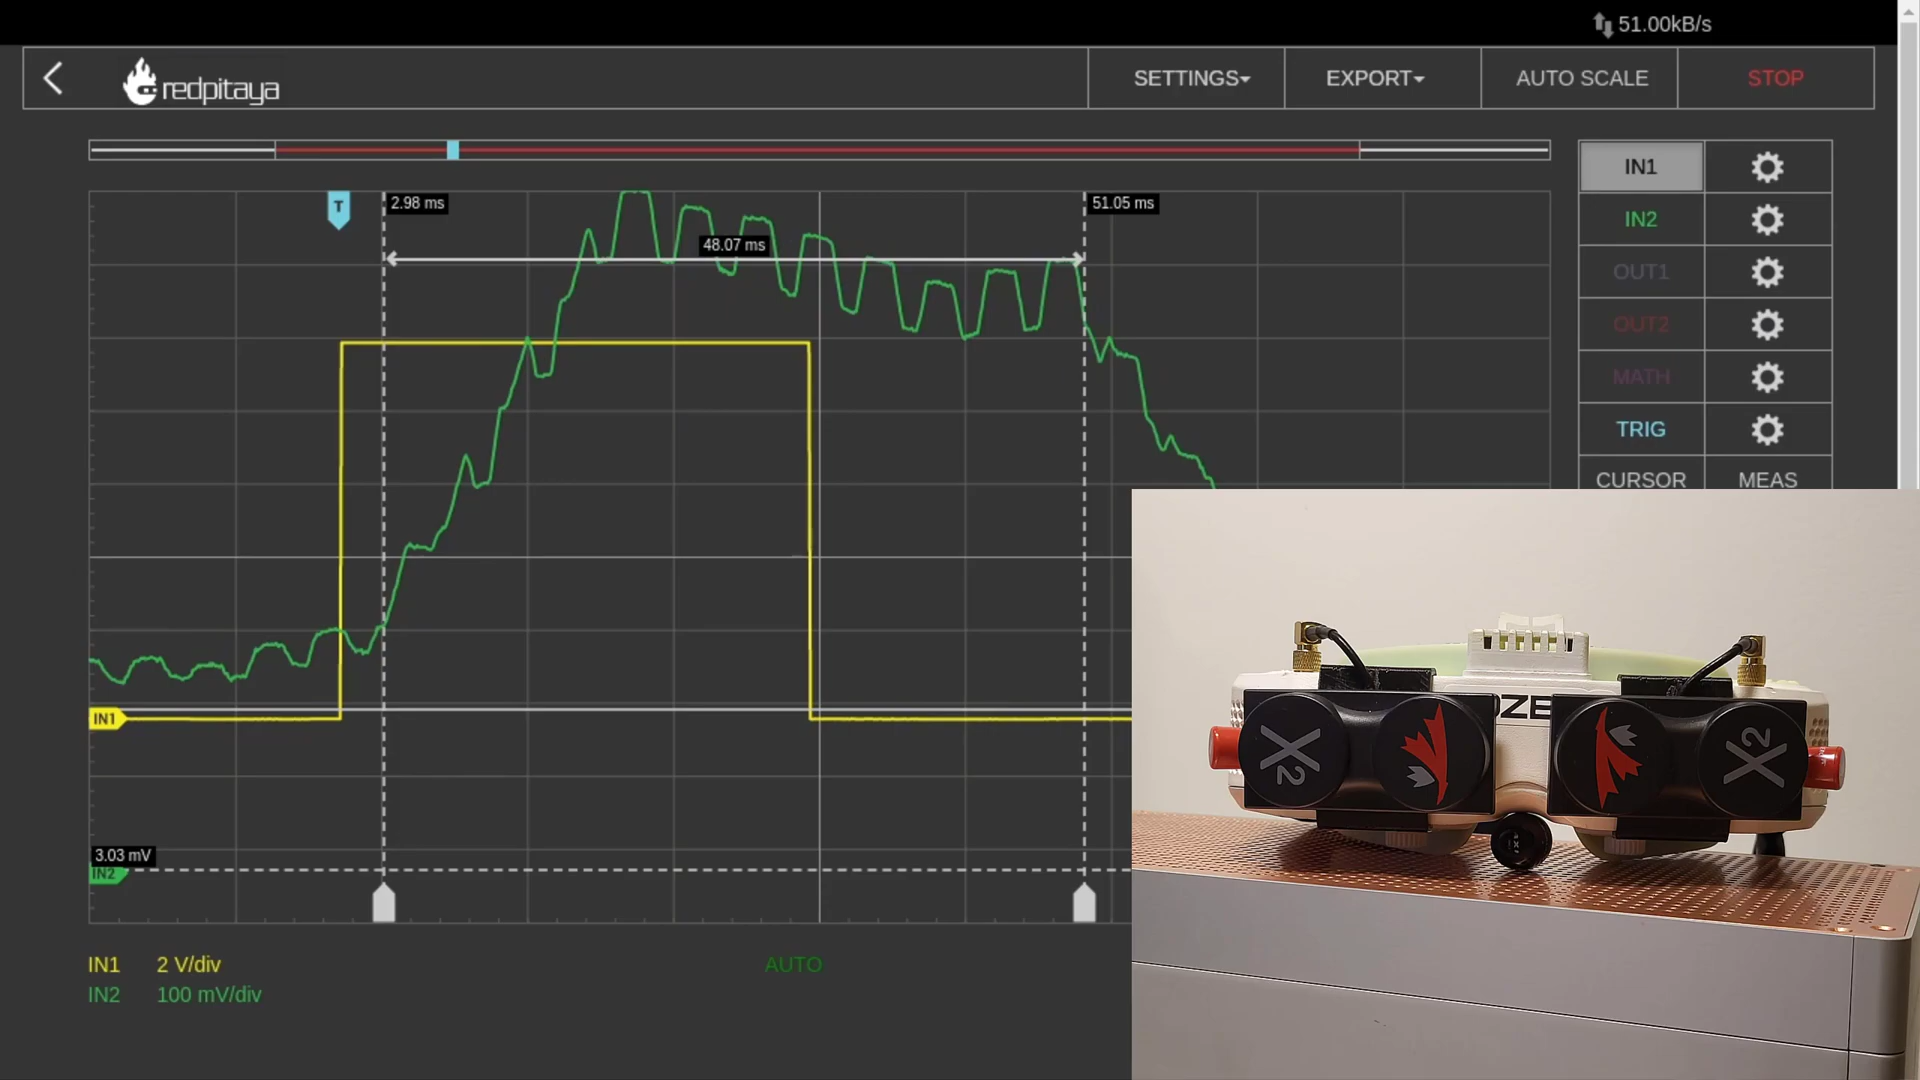 51.00kB/s
redpitaya
SETTINGS
EXPORT
AUTO SCALE
STOP
T
2.98 ms
51.05 ms
48.07 ms
IN1
IN2
OUT1
OUT2
MATH
TRIG
CURSOR
MEAS
IN1
3.03 mV
IN2
IN1 2 V/div
AUTO
IN2 100 mV/div
OZE
X2
X2